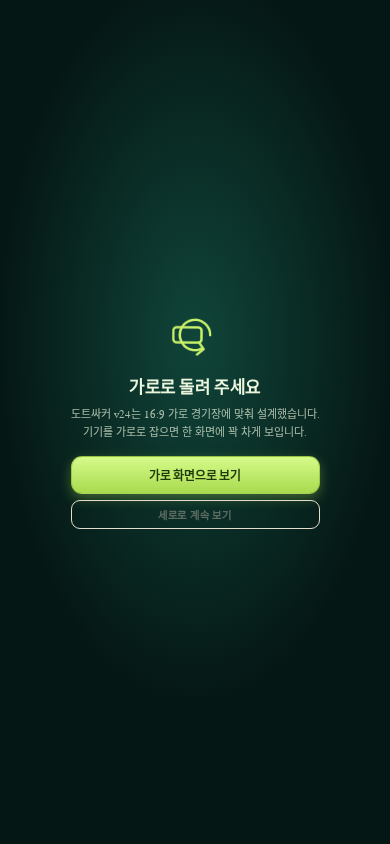 가로로 돌려 주세요
도트싸커 v24는 16:9 가로 경기장에 맞춰 설계했습니다.
기기를 가로로 잡으면 한 화면에 꽉 차게 보입니다.
가로 화면으로 보기
세로로 계속 보기